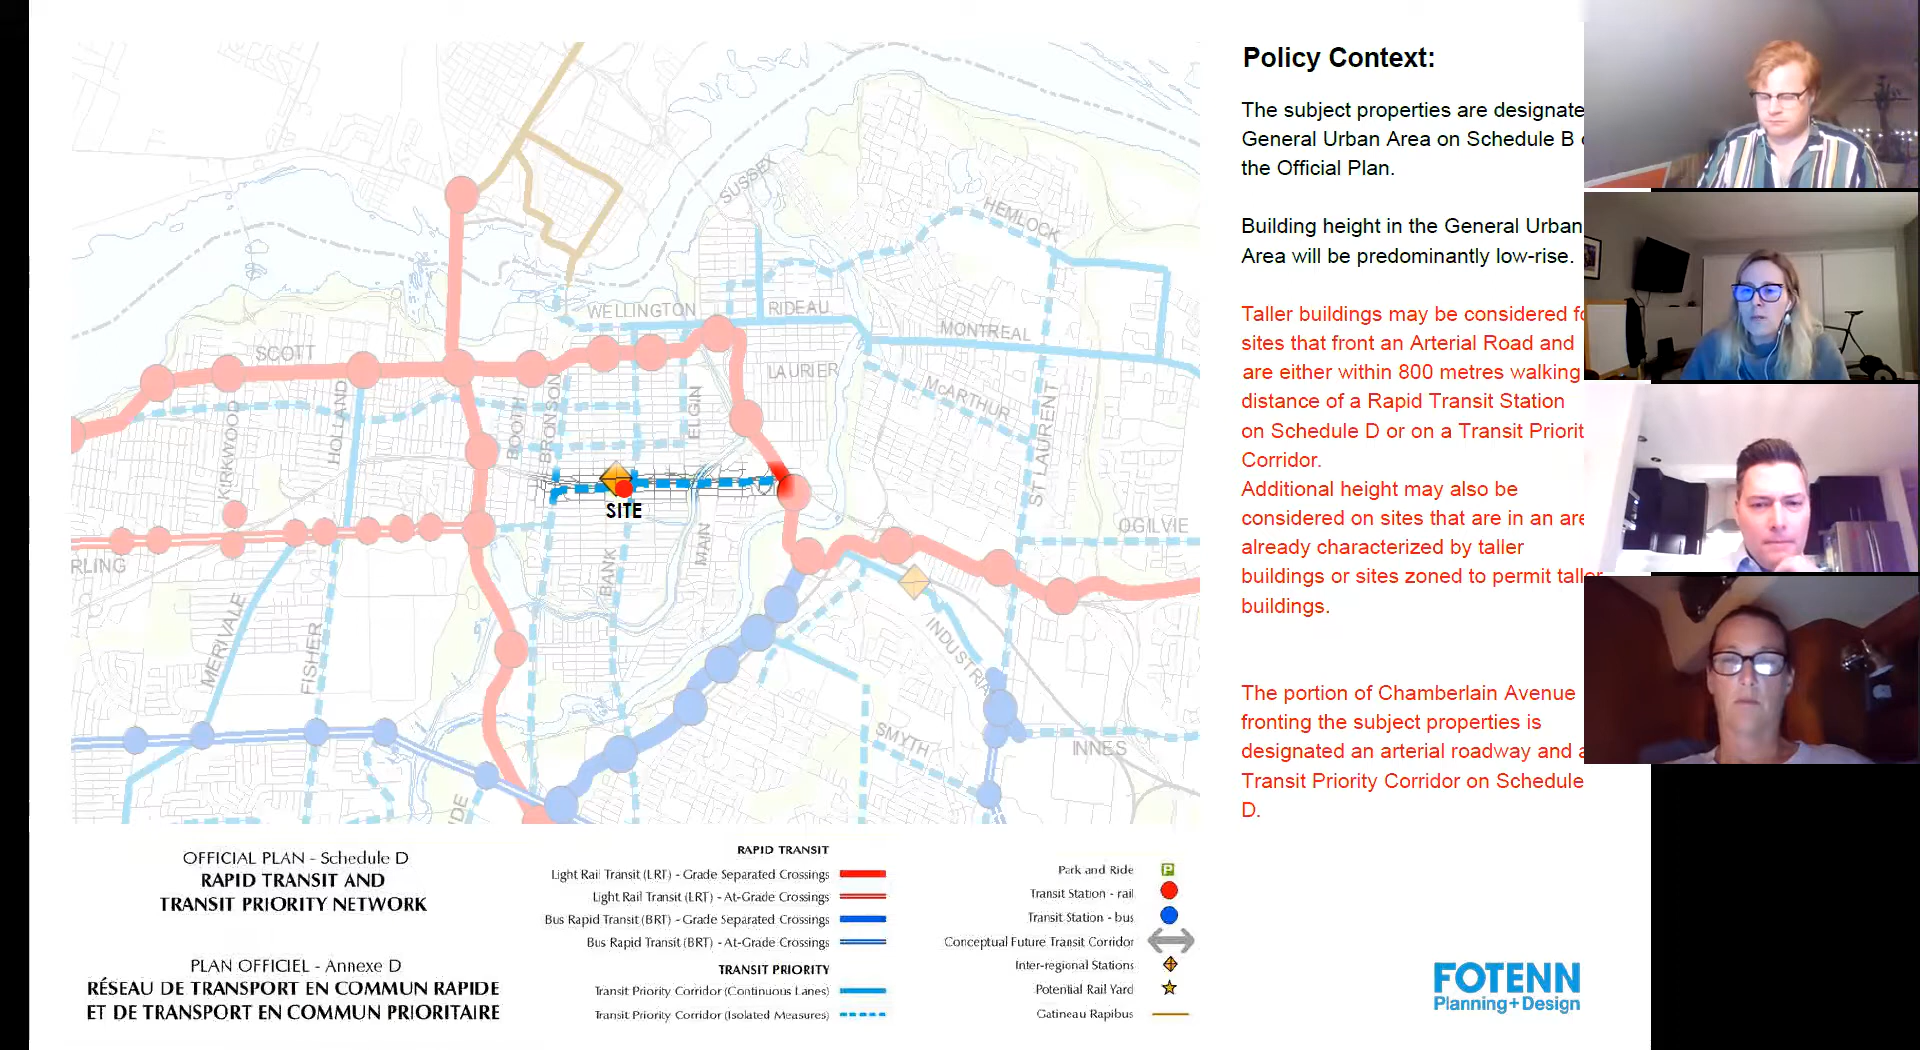 Policy Context:
The subject properties are designate
General Urban Area on Schedule B
the Official Plan.
Building height in the General Urban
Area will be predominantly low-rise.
Taller buildings may be considered
sites that front an Arterial Road and
are either within 800 metres walking
distance of a Rapid Transit Station
on Schedule D or on a Transit Priorit
Corridor.
Additional height may also be
considered on sites that are in an are
already characterized by taller
buildings or sites zoned to permit taller
buildings.
The portion of Chamberlain Avenue
fronting the subject properties is
designated an arterial roadway and a
Transit Priority Corridor on Schedule
D.
SUSSEX
HEMLOCK
WELLINGTON
RIDEAU
MONTREAL
SCOTT
LAURIER
McARTHUR
KIRKWOOD
HOLLAND
BOOTH
BRONSON
ELGIN
ST LAURENT
SITE
OGILVIE
RLING
BANK
MAIN
MERIVALE
FISHER
INDUSTRIA
SMYTH
INNES
IDE
OFFICIAL PLAN - Schedule D
RAPID TRANSIT AND
TRANSIT PRIORITY NETWORK
PLAN OFFICIEL - Annexe D
RÉSEAU DE TRANSPORT EN COMMUN RAPIDE
ET DE TRANSPORT EN COMMUN PRIORITAIRE
RAPID TRANSIT
Light Rail Transit (LRT) - Grade Separated Crossings
Light Rail Transit (LRT) - At-Grade Crossings
Bus Rapid Transit (BRT) - Grade Separated Crossings
Bus Rapid Transit (BRT) - At-Grade Crossings
TRANSIT PRIORITY
Transit Priority Corridor (Continuous Lanes)
Transit Priority Corridor (Isolated Measures)
Park and Ride
P
Transit Station - rail
Transit Station - bus
Conceptual Future Transit Corridor
Inter-regional Stations
Potential Rail Yard
Gatineau Rapibus
FOTENN
Planning+Design